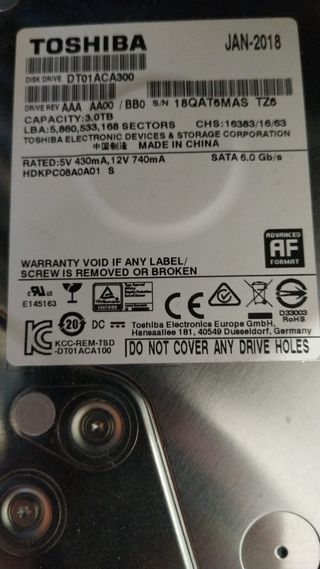 TOSHIBA JAN-2018
DISK DRIVE DT01ACA300
DRIVE REV AAA AA00 / BB0 S/N 18QAT6MAS TZ6
CAPACITY:3.0TB
LBA:5,860,533,168 SECTORS CHS:16383/16/63
TOSHIBA ELECTRONIC DEVICES & STORAGE CORPORATION
中国制造 MADE IN CHINA
RATED:5V 430mA,12V 740mA SATA 6.0 Gb/s
HDKPC08A0A01 S
ADVANCED
AF
FORMAT
WARRANTY VOID IF ANY LABEL/
SCREW IS REMOVED OR BROKEN
E145163
D33003
RoHS
20
DC
Toshiba Electronics Europe GmbH,
Hansaallee 181, 40549 Dusseldorf, Germany
KCC-REM-TSD
-DT01ACA100
DO NOT COVER ANY DRIVE HOLES